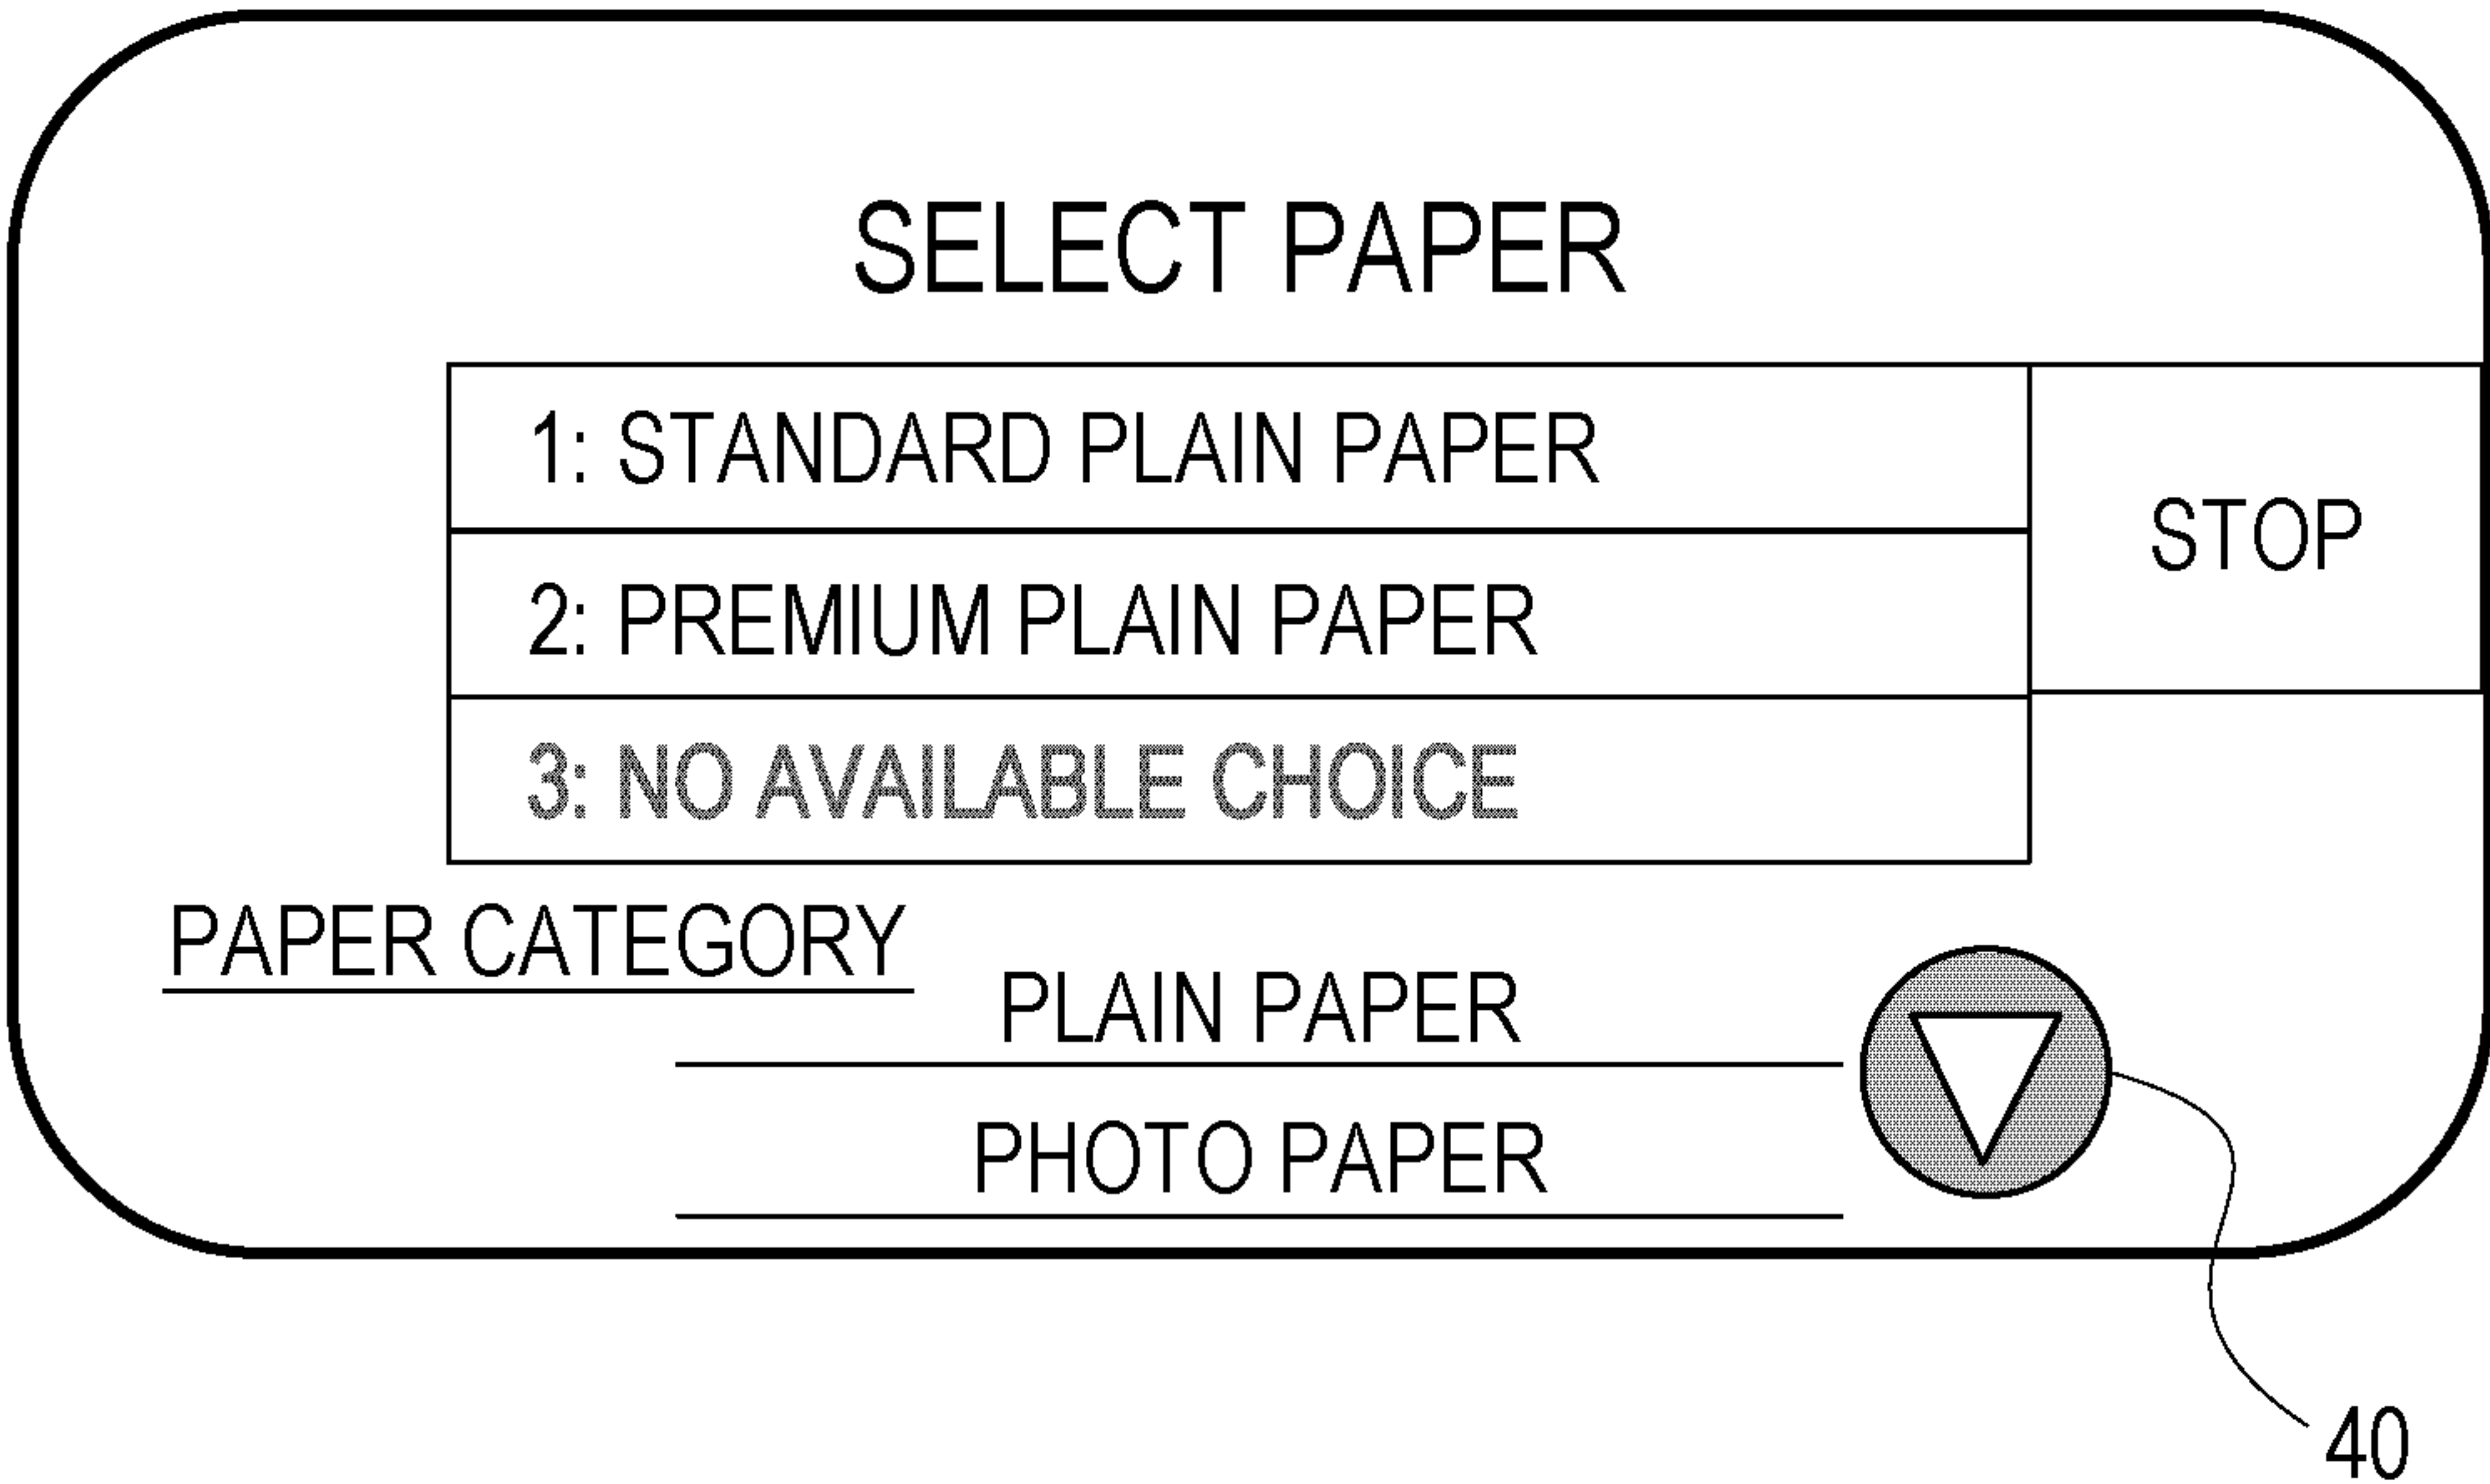 SELECT PAPER
1: STANDARD PLAIN PAPER
STOP
2: PREMIUM PLAIN PAPER
3: NO AVAILABLE CHOICE
PAPER CATEGORY
PLAIN PAPER
PHOTO PAPER
40